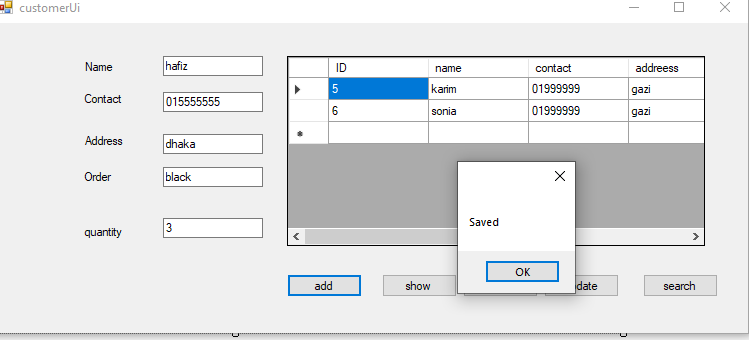 customerUi
Name hafiz
Contact 015555555
Address dhaka
Order black
quantity 3
ID name contact addreess
5 karim 01999999 gazi
6 sonia 01999999 gazi
Saved
OK
add show date search